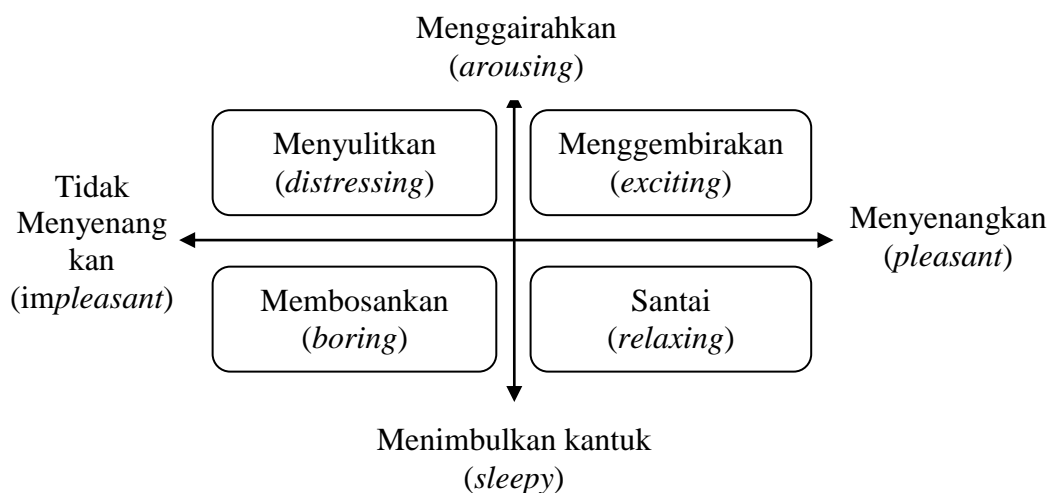 Menggairahkan
(arousing)
Menyulitkan
(distressing)
Menggembirakan
(exciting)
Tidak
Menyenang
kan
(impleasant)
Menyenangkan
(pleasant)
Membosankan
(boring)
Santai
(relaxing)
Menimbulkan kantuk
(sleepy)